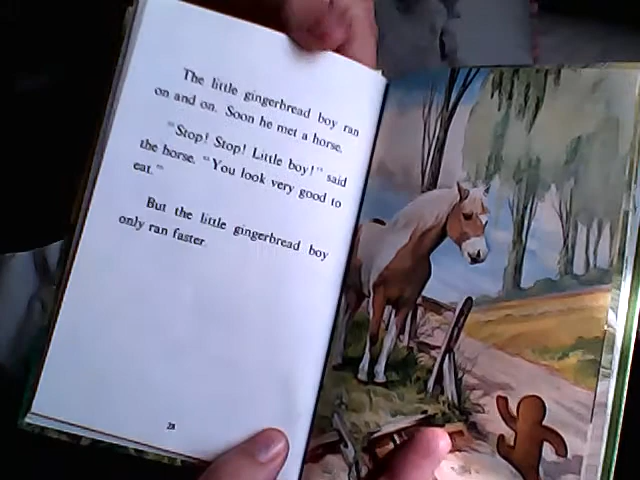 The little gingerbread boy ran
on and on. Soon he met a horse.
"Stop! Stop! Little boy!" said
the horse. "You look very good to
eat."
But the little gingerbread boy
only ran faster.
28